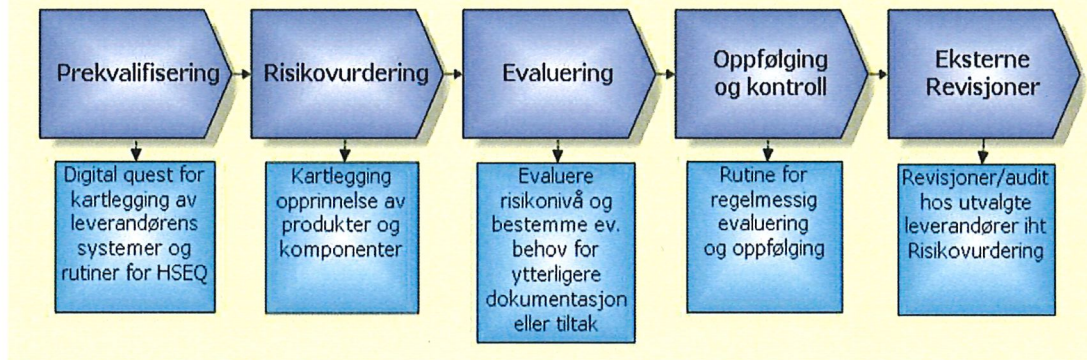 Prekvalifisering
Risikovurdering
Evaluering
Oppfølging
og kontroll
Eksterne
Revisjoner
Digital quest for
kartlegging av
leverandørens
systemer og
rutiner for HSEQ
Kartlegging
opprinnelse av
produkter og
komponenter
Evaluere
risikonivå og
bestemme ev.
behov for
ytterligere
dokumentasjon
eller tiltak
Rutine for
regelmessig
evaluering
og oppfølging
Revisjoner/audit
hos utvalgte
leverandører iht
Risikovurdering